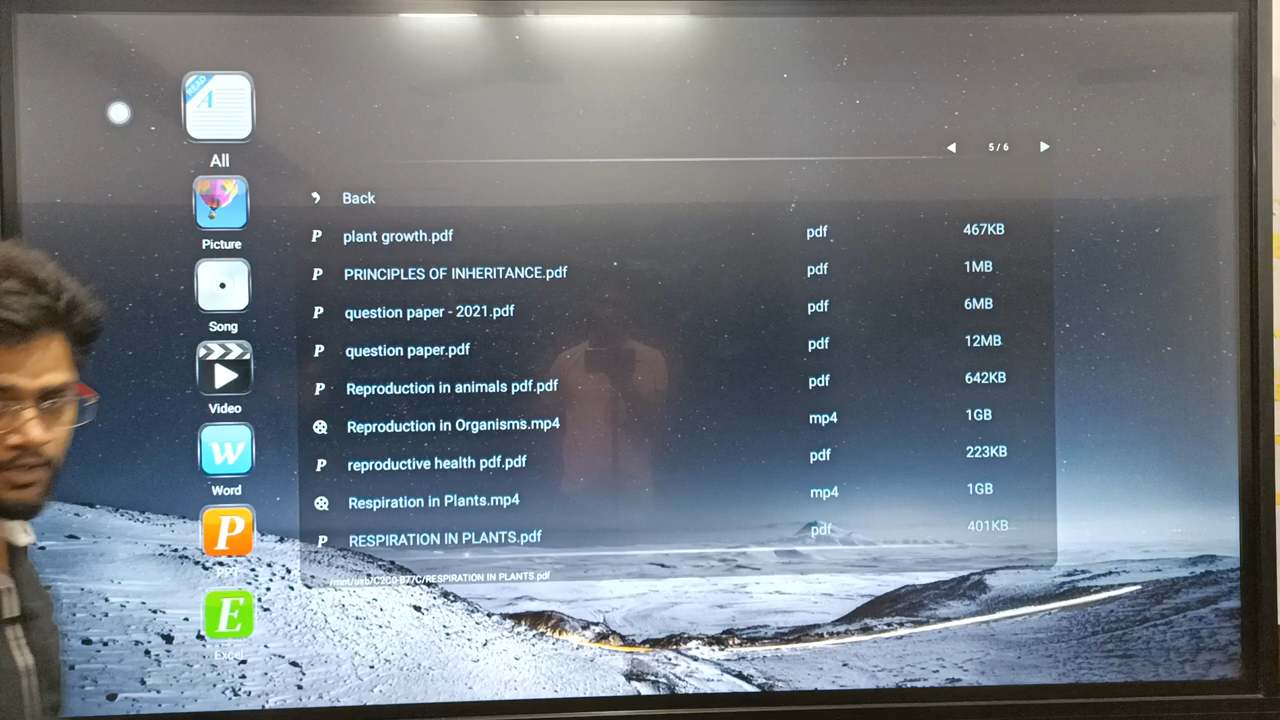 READ
A
All
Picture
Song
Video
W
Word
P
PPT
E
Excel
5 / 6
Back
P plant growth.pdf pdf 467KB
P PRINCIPLES OF INHERITANCE.pdf pdf 1MB
P question paper - 2021.pdf pdf 6MB
P question paper.pdf pdf 12MB
P Reproduction in animals pdf.pdf pdf 642KB
Reproduction in Organisms.mp4 mp4 1GB
P reproductive health pdf.pdf pdf 223KB
Respiration in Plants.mp4 mp4 1GB
P RESPIRATION IN PLANTS.pdf pdf 401KB
/mnt/usb/C2C0-B77C/RESPIRATION IN PLANTS.pdf